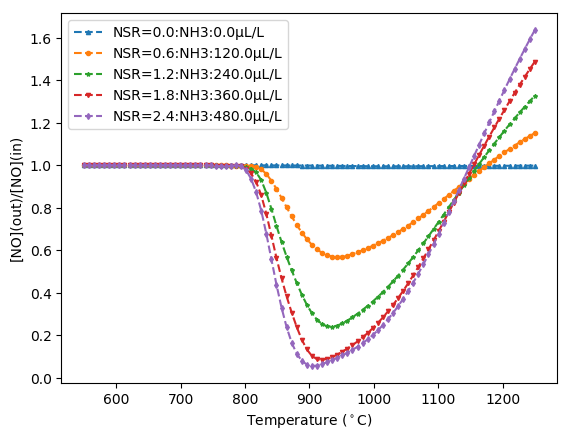 NSR=0.0:NH3:0.0μL/L
NSR=0.6:NH3:120.0μL/L
NSR=1.2:NH3:240.0μL/L
NSR=1.8:NH3:360.0μL/L
NSR=2.4:NH3:480.0μL/L
[NO](out)/[NO](in)
1.6
1.4
1.2
1.0
0.8
0.6
0.4
0.2
0.0
600 700 800 900 1000 1100 1200
Temperature (°C)